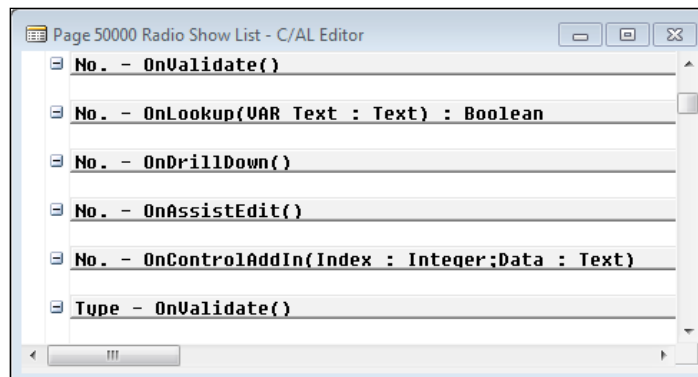 Page 50000 Radio Show List - C/AL Editor
No. - OnValidate()
No. - OnLookup(VAR Text : Text) : Boolean
No. - OnDrillDown()
No. - OnAssistEdit()
No. - OnControlAddIn(Index : Integer;Data : Text)
Type - OnValidate()